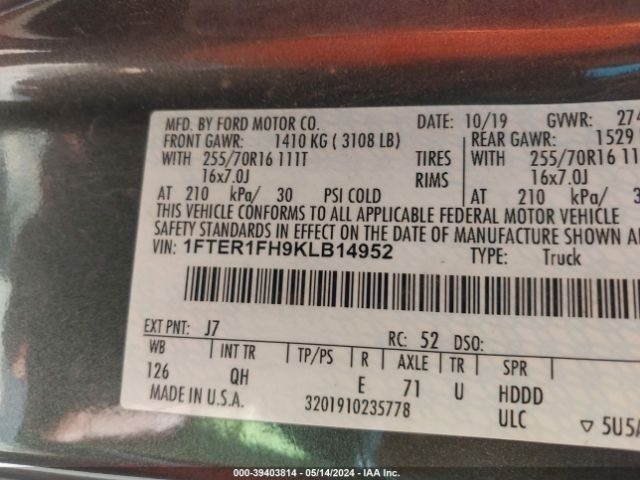 MFD. BY FORD MOTOR CO. DATE: 10/19 GVWR: 274
FRONT GAWR: 1410 KG ( 3108 LB) REAR GAWR: 1529
WITH 255/70R16 111T TIRES WITH 255/70R16 11
16x7.0J RIMS 16x7.0J
AT 210 kPa/ 30 PSI COLD AT 210 kPa/ 3
THIS VEHICLE CONFORMS TO ALL APPLICABLE FEDERAL MOTOR VEHICLE
SAFETY STANDARDS IN EFFECT ON THE DATE OF MANUFACTURE SHOWN A
VIN: 1FTER1FH9KLB14952 TYPE: Truck
EXT PNT: J7 RC: 52 DSO:
WB INT TR TP/PS R AXLE TR SPR
126 QH E 71 U HDDD
MADE IN U.S.A. 3201910235778 ULC ▽ 5U5A
000-39403814 - 05/14/2024 - IAA Inc.